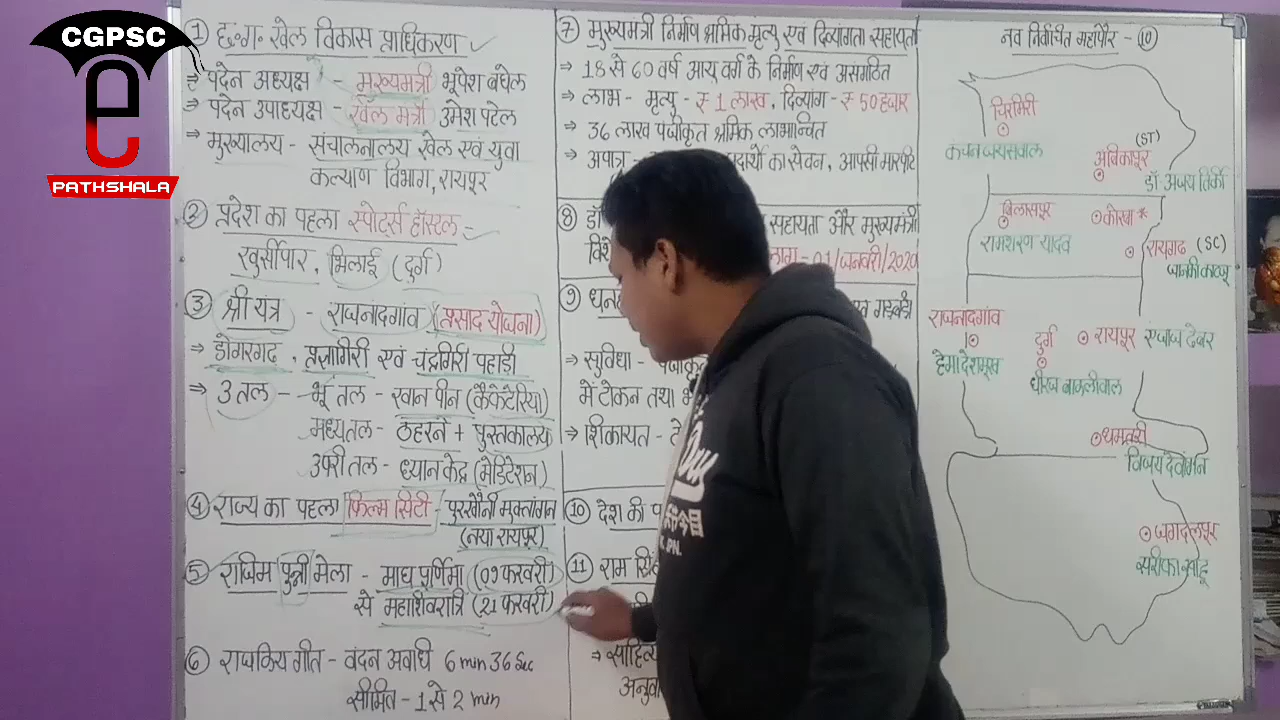 CGPSC
PATHSHALA
① छ०ग० खेल विकास प्राधिकरण
⇒ पदेन अध्यक्ष - मुख्यमंत्री भूपेश बघेल
⇒ पदेन उपाध्यक्ष - खेल मंत्री उमेश पटेल
⇒ मुख्यालय - संचालनालय खेल एवं युवा
कल्याण विभाग, रायपुर
② प्रदेश का पहला स्पोर्ट्स हॉस्टल
खुर्सीपार, भिलाई (दुर्ग)
③ श्री यंत्र - राजनांदगांव (प्रसाद योजना)
⇒ डोंगरगढ़, प्रज्ञागिरी एवं चंद्रगिरी पहाड़ी
⇒ 3 तल - भू तल - खान पीन (कैफेटेरिया)
मध्यतल - ठहरने + पुस्तकालय
उपरी तल - ध्यान केंद्र (मेडिटेशन)
④ राज्य का पहला फिल्म सिटी - पुरखौनी मुक्तांगन
(नया रायपुर)
⑤ राजिम पुन्नी मेला - माघ पूर्णिमा (09 फरवरी)
से महाशिवरात्रि (21 फरवरी)
⑥ राजकिय गीत - वंदन अवधि 6 min 36 Sec
सीमित - 1 से 2 min
⑦ मुख्यमंत्री निर्माण श्रमिक मृत्यु एवं दिव्यांगता सहायता
⇒ 18 से 60 वर्ष आयु वर्ग के निर्माण एवं असंगठित
⇒ लाभ - मृत्यु - ₹ 1 लाख, दिव्यांग - ₹ 50 हजार
⇒ 36 लाख पंजीकृत श्रमिक लाभान्वित
⇒ अपात्र - का सेवन, आपसी मारपीट
⑧ सहायता और मुख्यमंत्री
लागू - 01/जनवरी/2020
⑨
⇒ सुविधा -
में टोकन तथा
⇒ शिकायत -
⑩ देश की
⑪ राम
⇒
नव निर्वाचित महापौर - ⑩
चिरमिरी
कंचन जयसवाल
(ST)
अंबिकापुर
डॉ अजय तिर्की
बिलासपुर
कोरबा *
रामशरण यादव
रायगढ़ (SC)
जानकी काट्जू
राजनांदगांव
हेमा देशमुख
दुर्ग
रायपुर एजाज ढेबर
धीरज बाकलीवाल
धमतरी
विजय देवांगन
जगदलपुर
सफीरा साहू